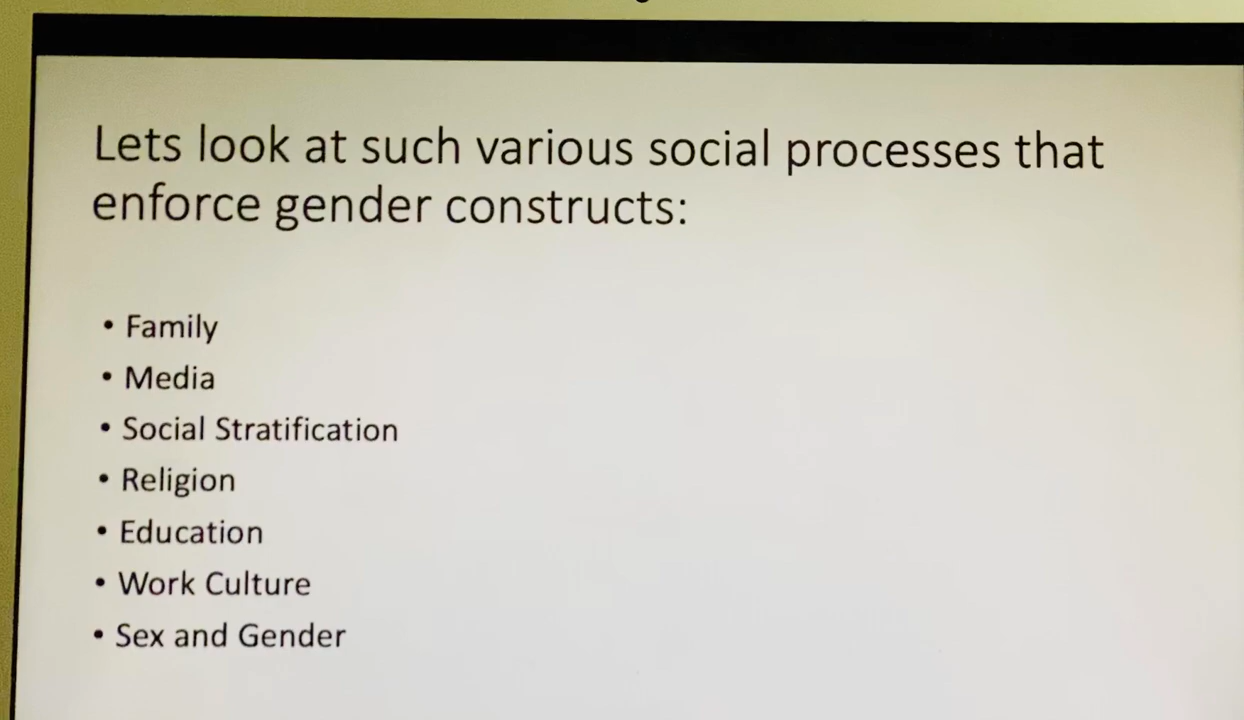 Lets look at such various social processes that
enforce gender constructs:
• Family
• Media
• Social Stratification
• Religion
• Education
• Work Culture
• Sex and Gender